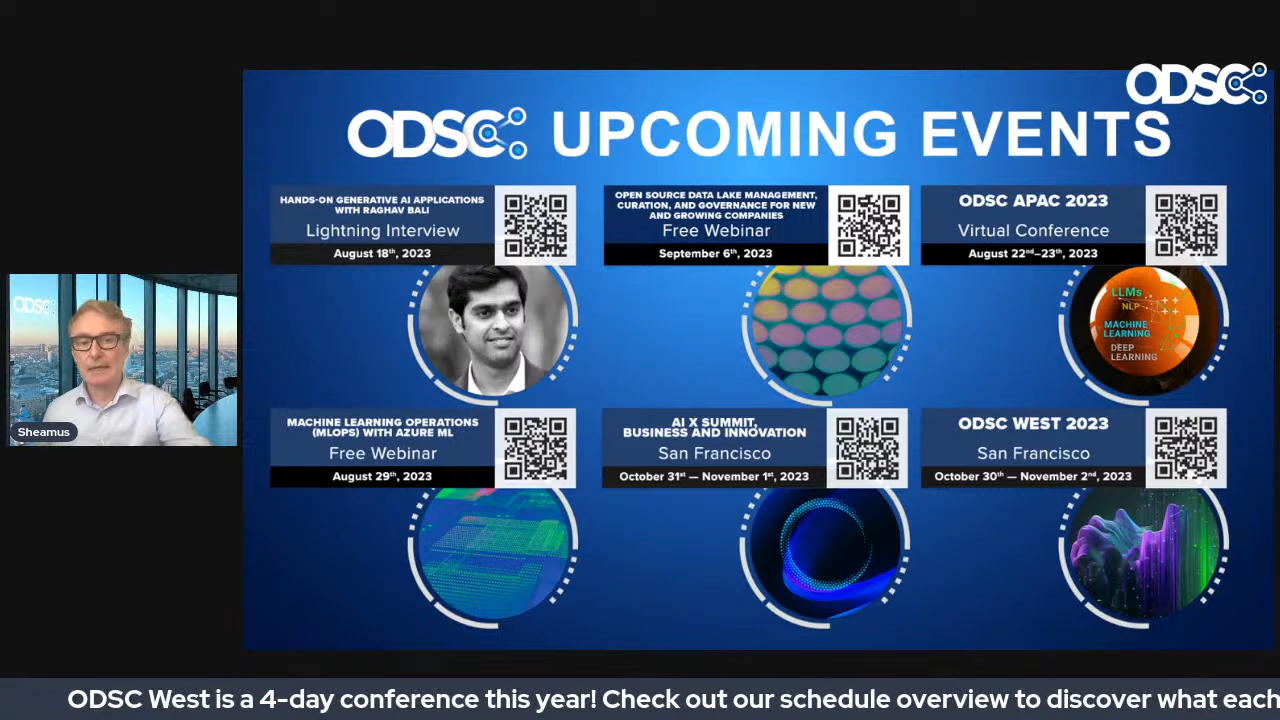 ODSC
ODSC UPCOMING EVENTS
HANDS-ON GENERATIVE AI APPLICATIONS
WITH RAGHAV BALI
Lightning Interview
August 18th, 2023
OPEN SOURCE DATA LAKE MANAGEMENT,
CURATION, AND GOVERNANCE FOR NEW
AND GROWING COMPANIES
Free Webinar
September 6th, 2023
ODSC APAC 2023
Virtual Conference
August 22nd–23th, 2023
LLMs
NLP
MACHINE
LEARNING
DEEP
LEARNING
ODSC
Sheamus
MACHINE LEARNING OPERATIONS
(MLOPS) WITH AZURE ML
Free Webinar
August 29th, 2023
AI X SUMMIT,
BUSINESS AND INNOVATION
San Francisco
October 31st — November 1st, 2023
ODSC WEST 2023
San Francisco
October 30th — November 2nd, 2023
ODSC West is a 4-day conference this year! Check out our schedule overview to discover what each